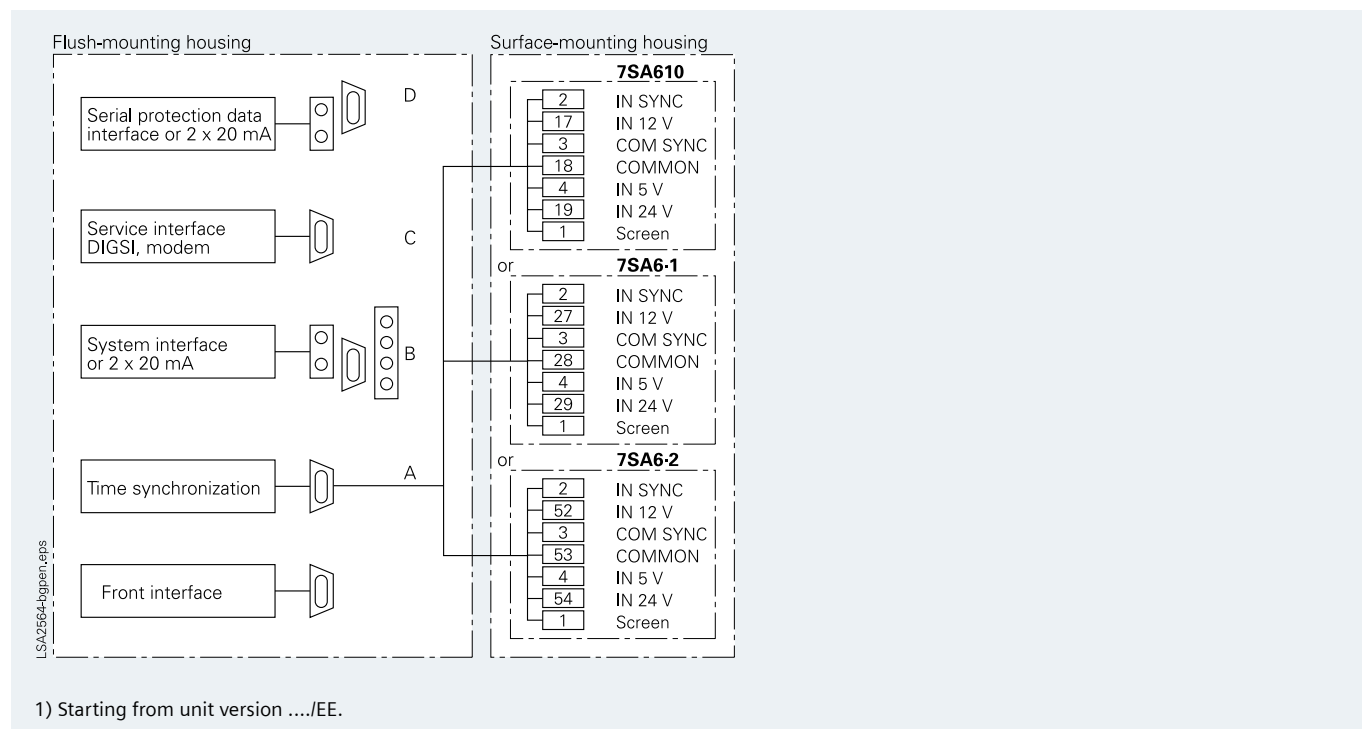 Flush-mounting housing
Serial protection data
interface or 2 x 20 mA
D
Service interface
DIGSI, modem
C
System interface
or 2 x 20 mA
B
Time synchronization
A
Front interface
LSA2564-bgpen.eps
Surface-mounting housing
7SA610
2 IN SYNC
17 IN 12 V
3 COM SYNC
18 COMMON
4 IN 5 V
19 IN 24 V
1 Screen
or 7SA6·1
2 IN SYNC
27 IN 12 V
3 COM SYNC
28 COMMON
4 IN 5 V
29 IN 24 V
1 Screen
or 7SA6·2
2 IN SYNC
52 IN 12 V
3 COM SYNC
53 COMMON
4 IN 5 V
54 IN 24 V
1 Screen
1) Starting from unit version ..../EE.